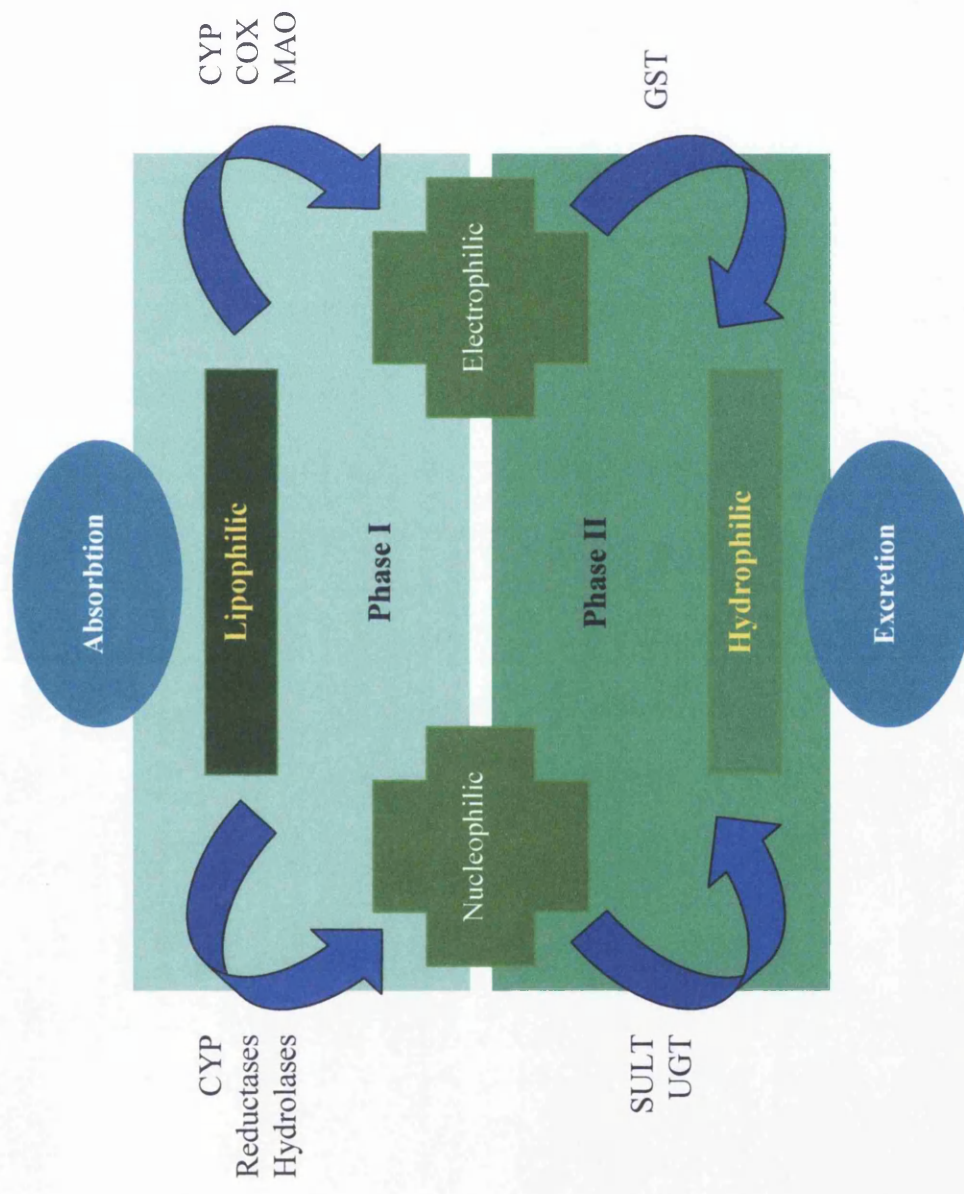 Absorbtion
CYP
Reductases
Hydrolases
Lipophilic
CYP
COX
MAO
Phase I
Nucleophilic
Electrophilic
Phase II
SULT
UGT
GST
Hydrophilic
Excretion